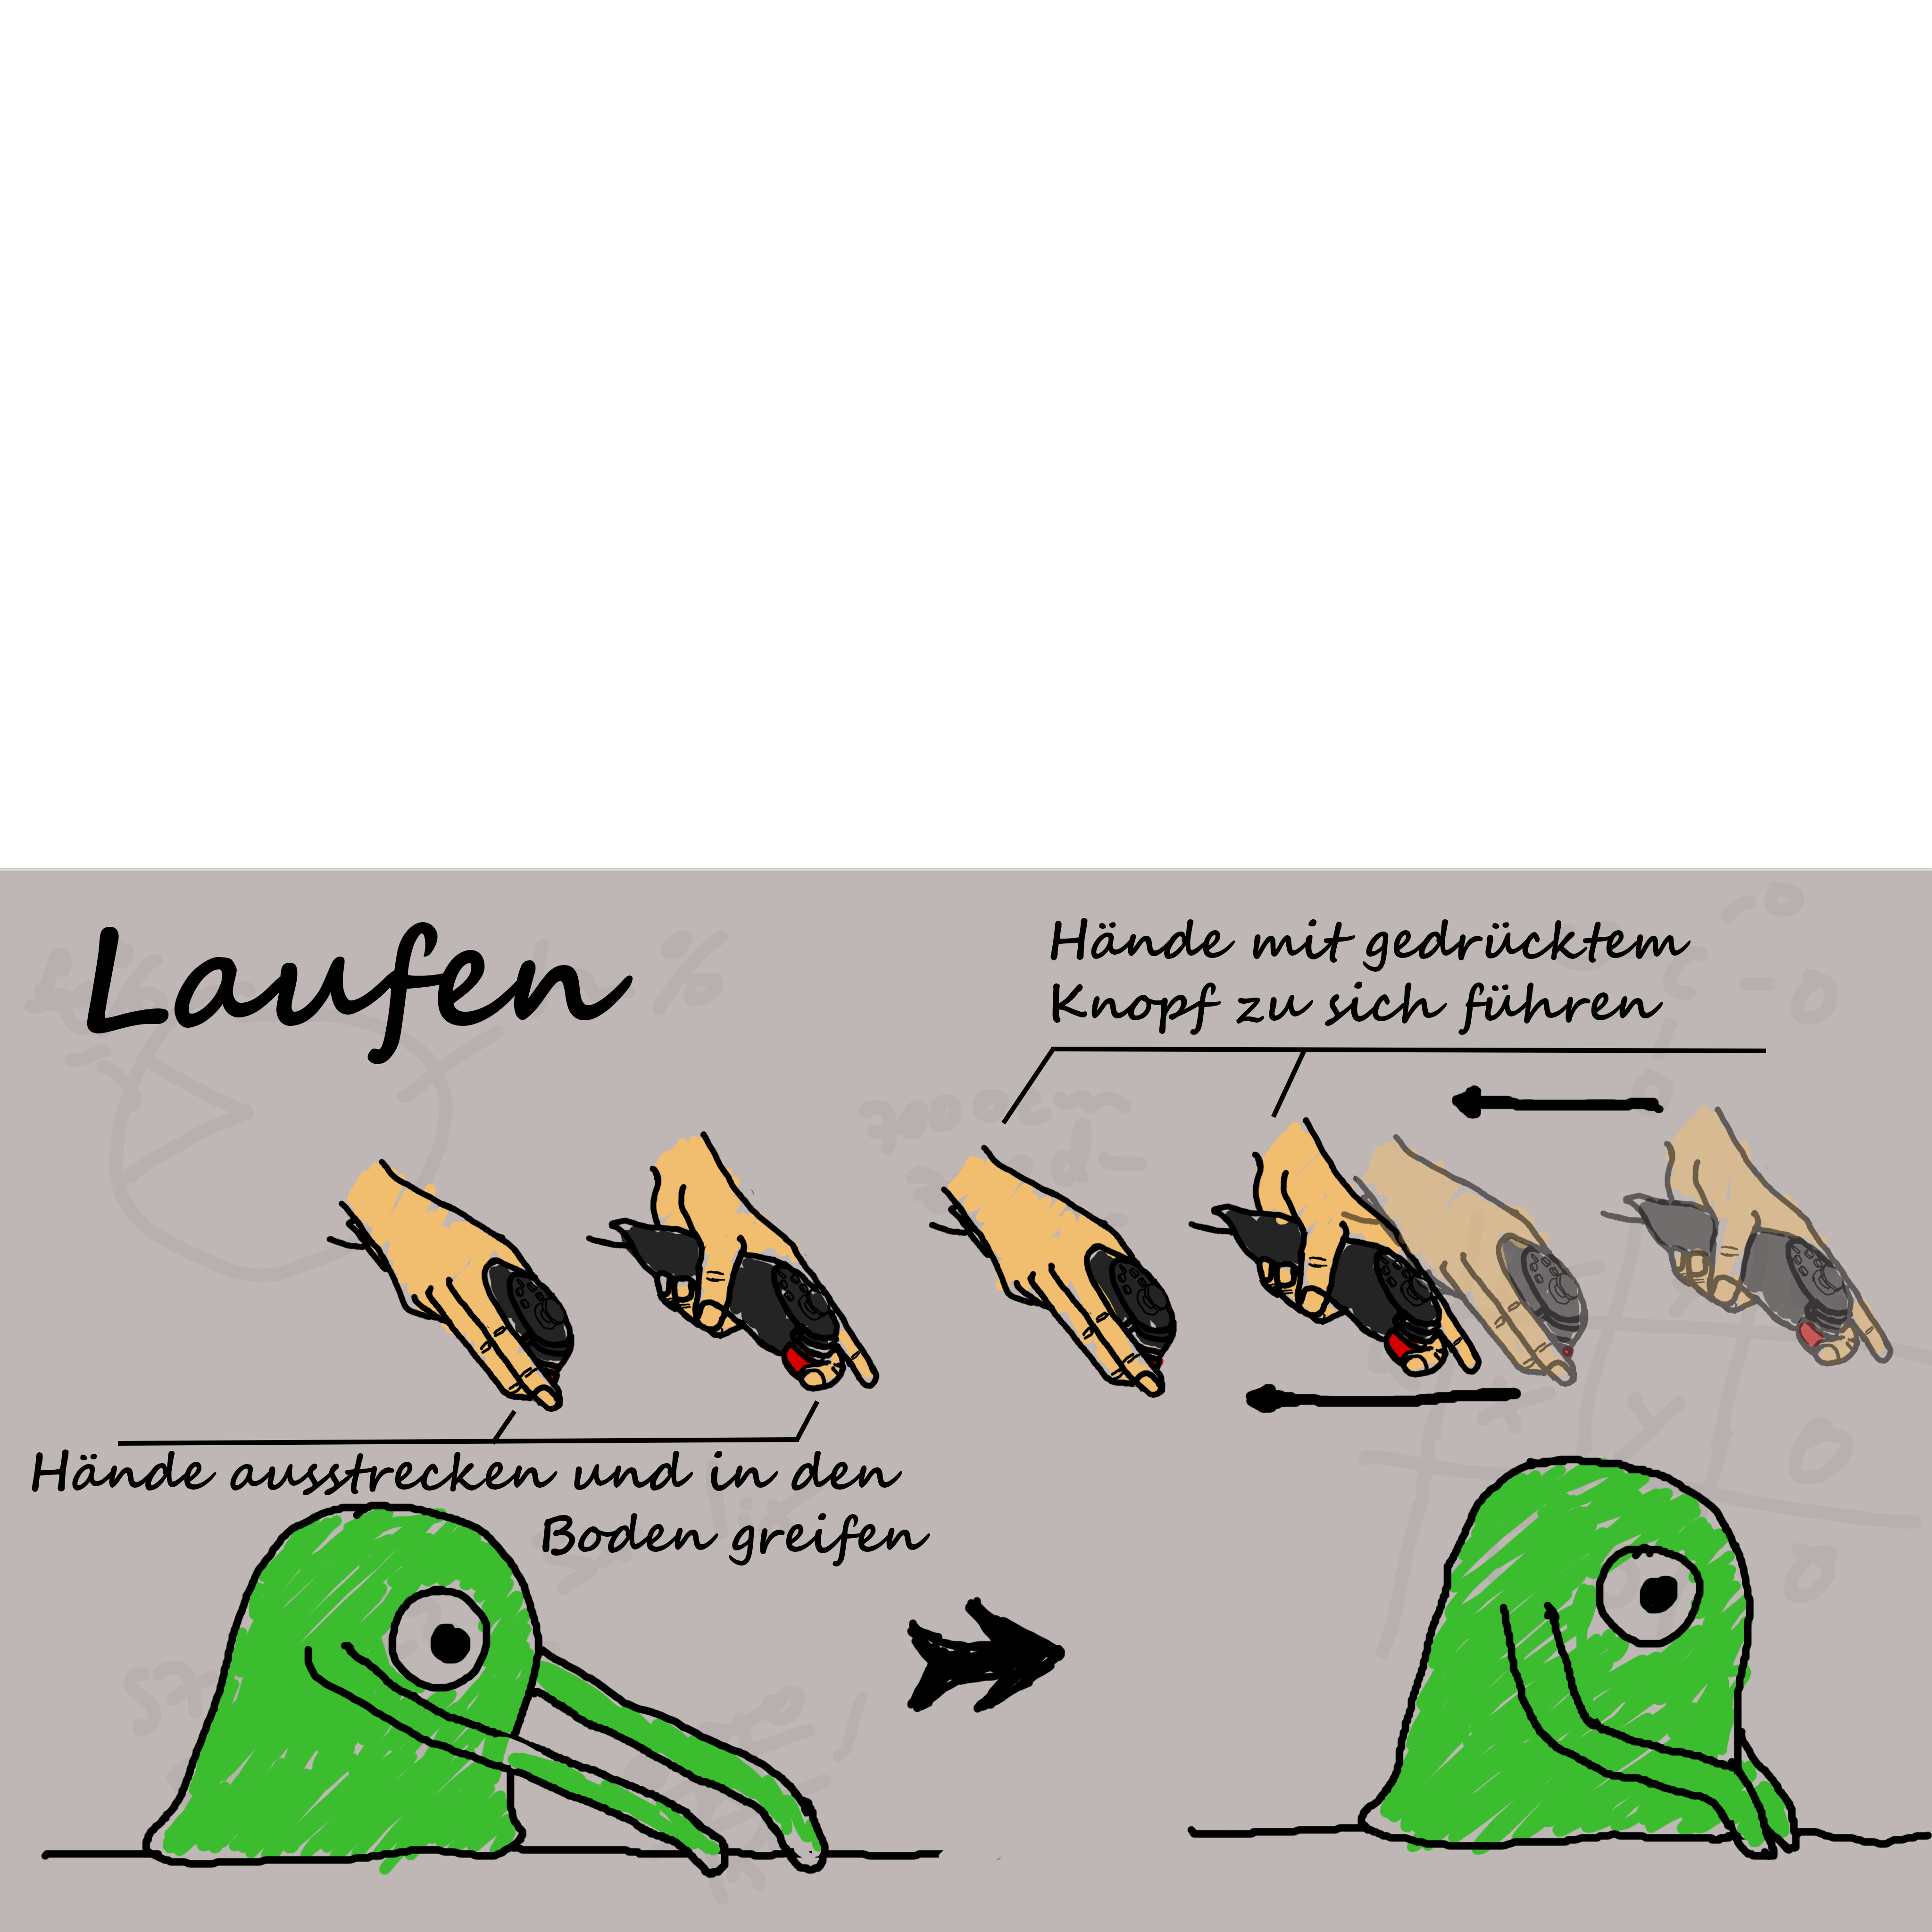 Laufen
Hände mit gedrücktem
Knopf zu sich führen
Hände ausstrecken und in den
Boden greifen